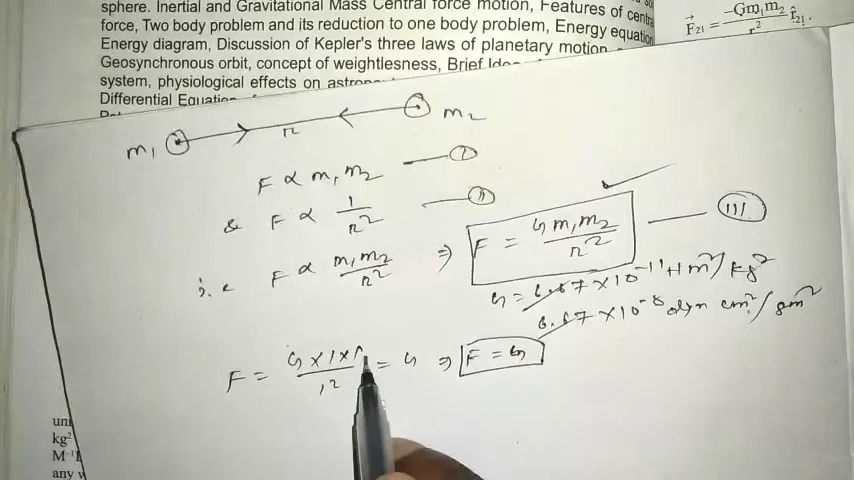 sphere. Inertial and Gravitational Mass Central force motion, Features of central
force, Two body problem and its reduction to one body problem, Energy equation
Energy diagram, Discussion of Kepler's three laws of planetary motion
Geosynchronous orbit, concept of weightlessness, Brief Idea
system, physiological effects on
Differential Equation
F⃗₂₁ = -Gm₁m₂/r² r̂₂₁.
m₁ r m₂
F ∝ m₁m₂ — (I)
& F ∝ 1/r² — (II)
i.e F ∝ m₁m₂/r² ⇒ F = G m₁m₂/r² — (III)
G = 6.67 × 10⁻¹¹ N m²/kg²
6.67 × 10⁻⁸ dyn cm²/gm²
F = G×1×1/1² = G ⇒ F = G
kg²
M⁻¹